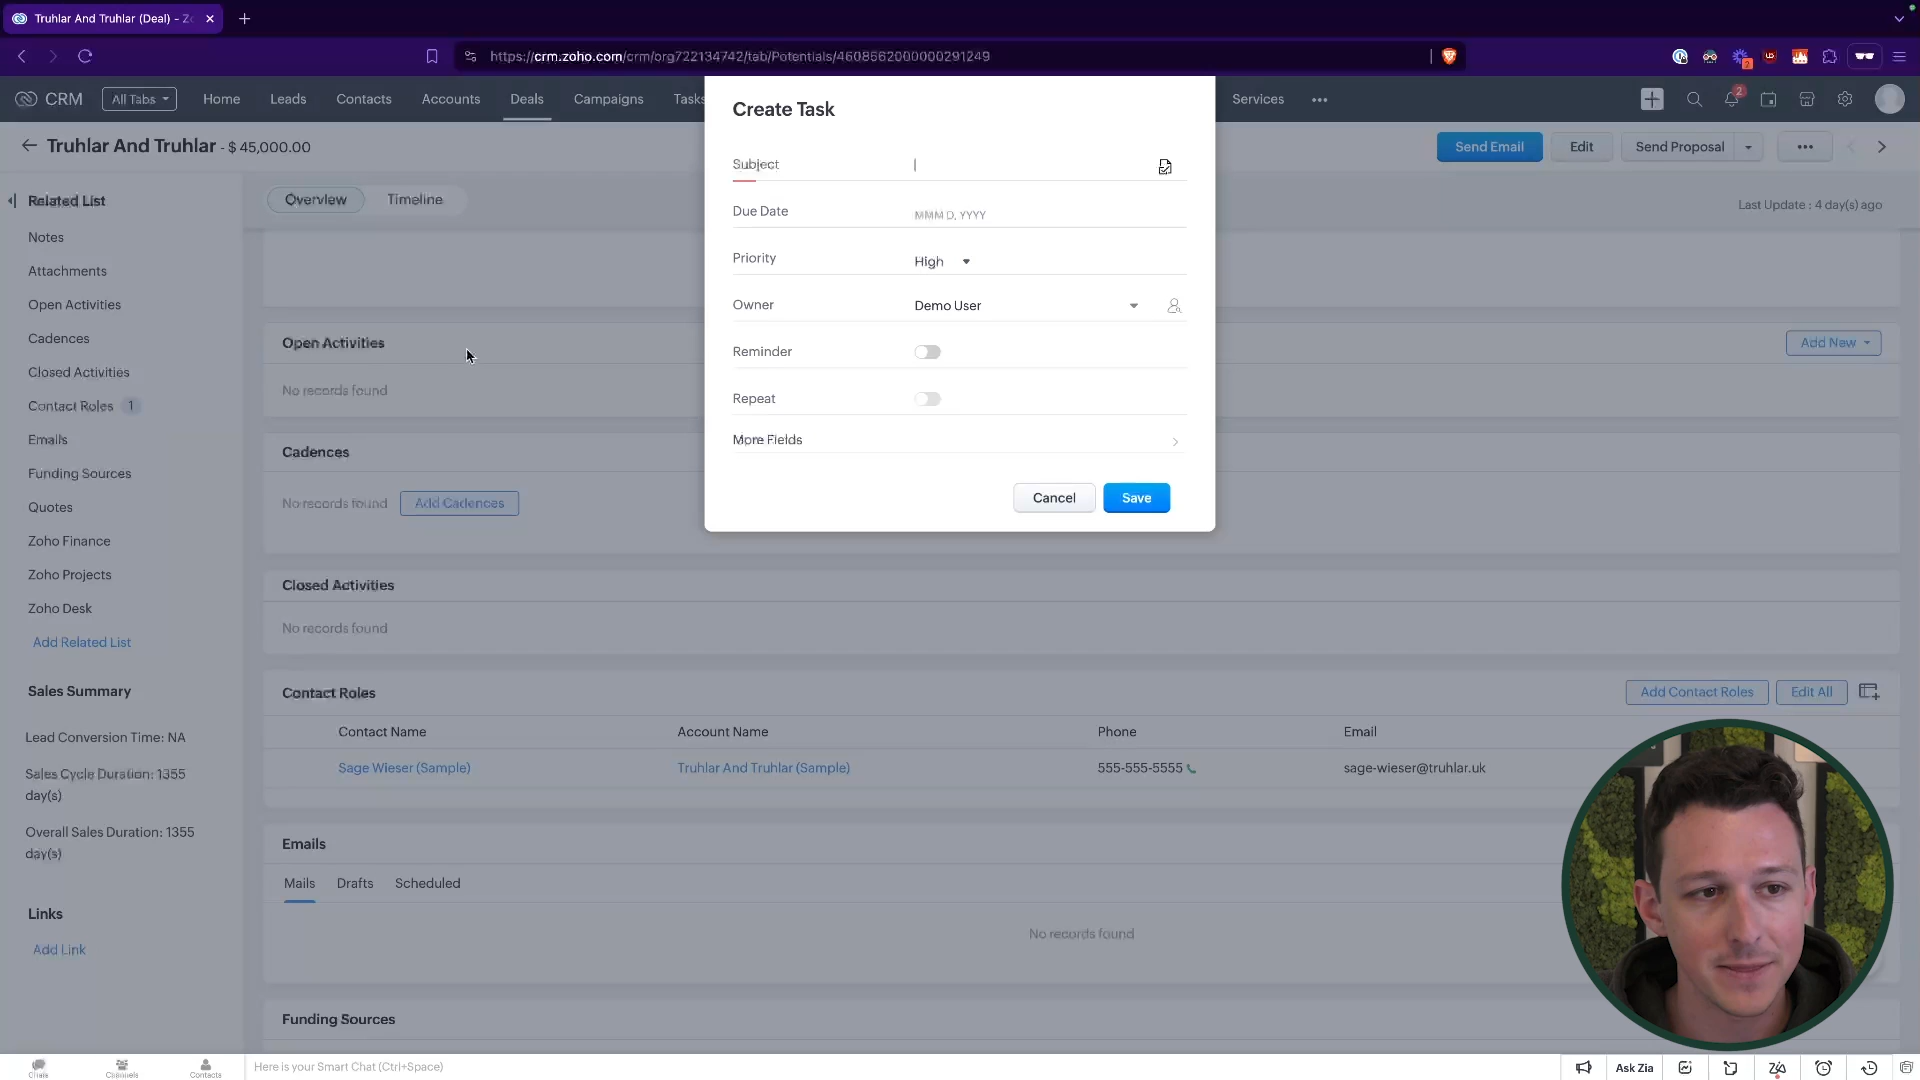 Truhlar And Truhlar (Deal) - Zo
https://crm.zoho.com/crm/org722134742/tab/Potentials/4608562000000291249
2
CRM
All Tabs
Home
Leads
Contacts
Accounts
Deals
Campaigns
Tasks
Services
2
Truhlar And Truhlar - $ 45,000.00
Send Email
Edit
Send Proposal
Related List
Overview
Timeline
Last Update : 4 day(s) ago
Notes
Attachments
Open Activities
Cadences
Closed Activities
Contact Roles 1
Emails
Funding Sources
Quotes
Zoho Finance
Zoho Projects
Zoho Desk
Add Related List
Sales Summary
Lead Conversion Time: NA
Sales Cycle Duration: 1355
day(s)
Overall Sales Duration: 1355
day(s)
Links
Add Link
Open Activities
Add New
No records found
Cadences
No records found
Add Cadences
Closed Activities
No records found
Contact Roles
Add Contact Roles
Edit All
Contact Name
Account Name
Phone
Email
Sage Wieser (Sample)
Truhlar And Truhlar (Sample)
555-555-5555
sage-wieser@truhlar.uk
Emails
Mails
Drafts
Scheduled
No records found
Funding Sources
Create Task
Subject
Due Date
MMM D, YYYY
Priority
High
Owner
Demo User
Reminder
Repeat
More Fields
Cancel
Save
Chats
Channels
Contacts
Here is your Smart Chat (Ctrl+Space)
Ask Zia